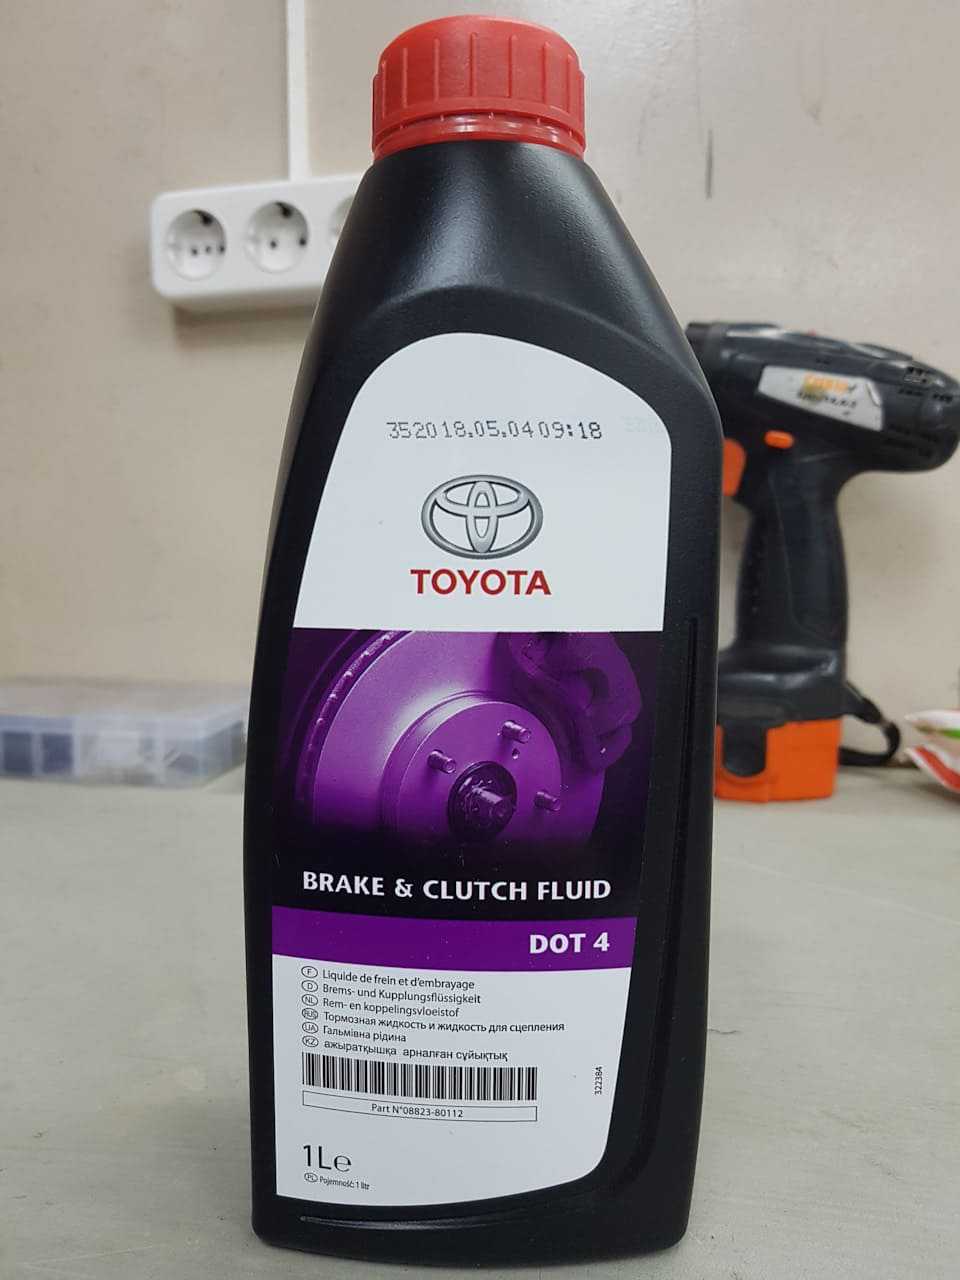 352018.05.04 09:18
TOYOTA
BRAKE & CLUTCH FLUID
DOT 4
F Liquide de frein et d'embrayage
D Brems- und Kupplungsflüssigkeit
NL Rem- en koppelingsvloeistof
RUS Тормозная жидкость и жидкость для сцепления
UA Гальмівна рідина
KZ ажыратқышқа арналған сұйықтық
322384
Part N°08823-80112
1L℮
PL Pojemność: 1 litr